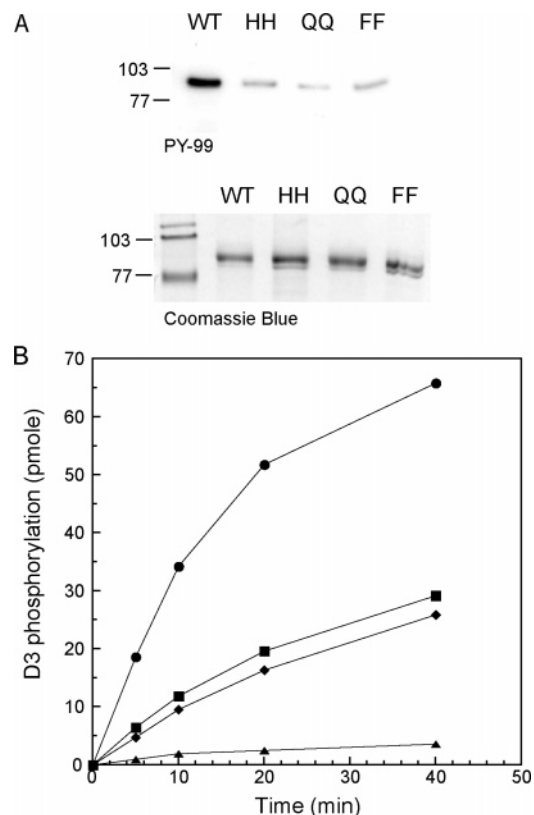 A
WT HH QQ FF
103
77
PY-99
WT HH QQ FF
103
77
Coomassie Blue
B
70
60
50
40
30
20
10
0
D3 phosphorylation (pmole)
0 10 20 30 40 50
Time (min)